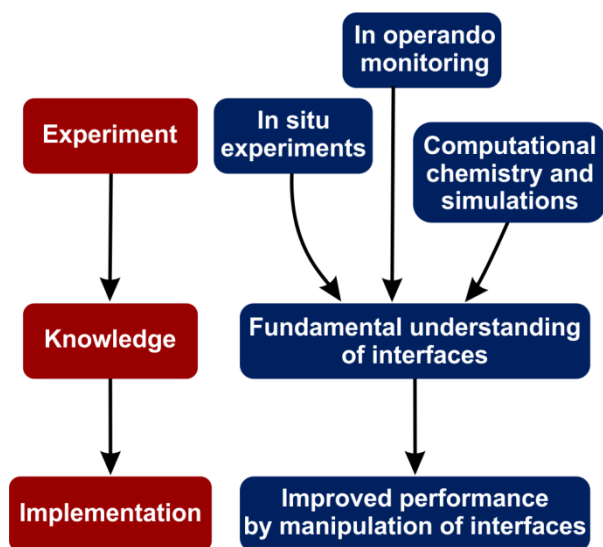 In operando
monitoring
Experiment
In situ
experiments
Computational
chemistry and
simulations
Knowledge
Fundamental understanding
of interfaces
Implementation
Improved performance
by manipulation of interfaces